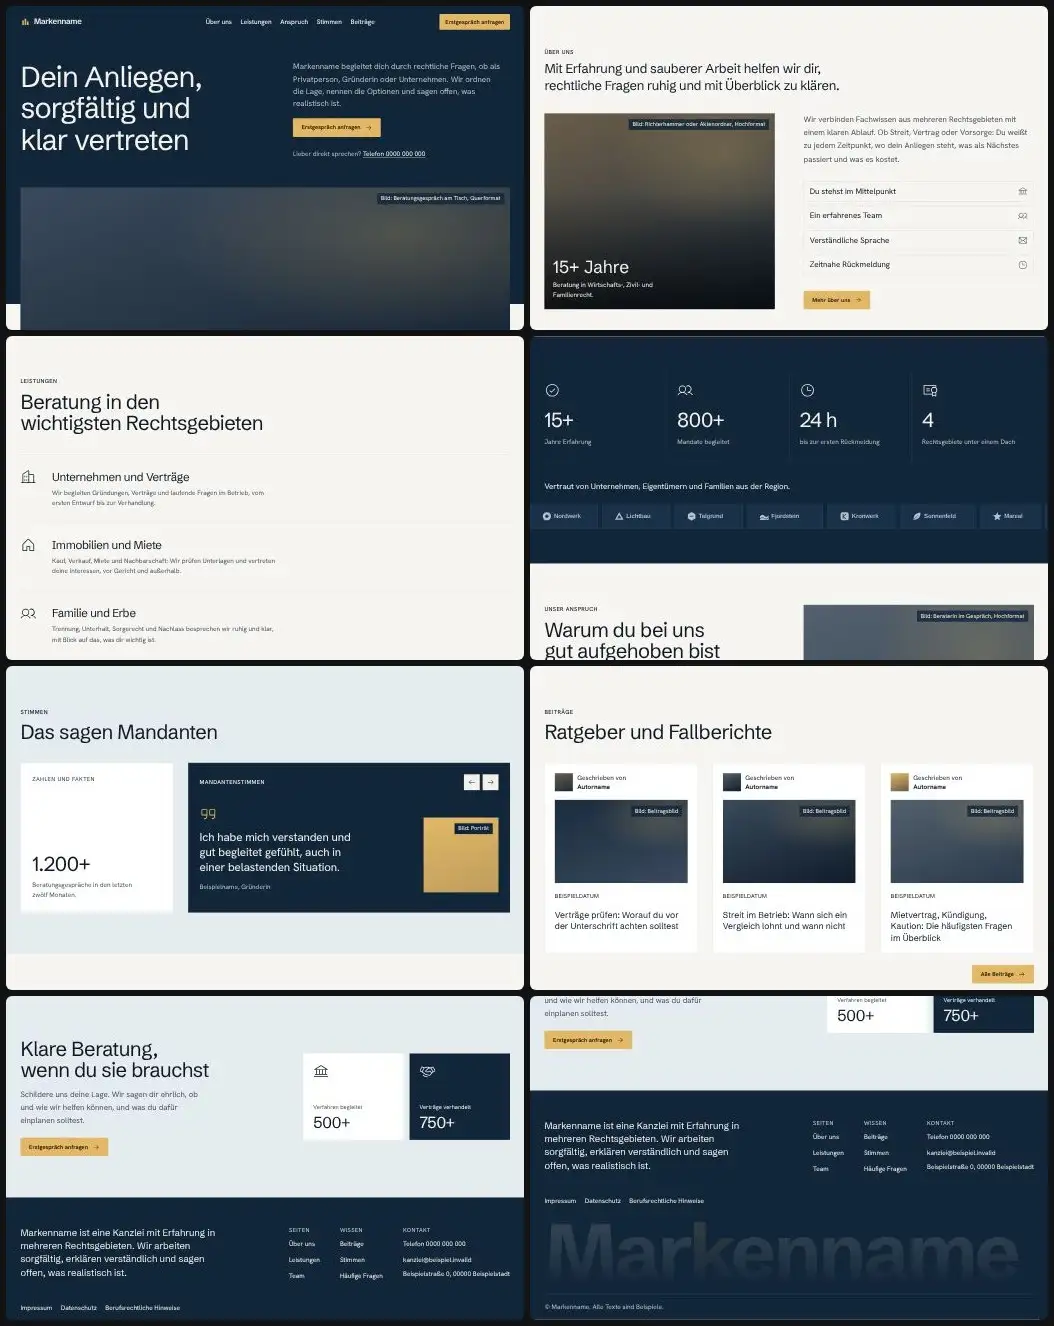 Markenname
Über uns Leistungen Anspruch Stimmen Beiträge
Erstgespräch anfragen
Dein Anliegen,
sorgfältig und
klar vertreten
Markenname begleitet dich durch rechtliche Fragen, ob als
Privatperson, Gründerin oder Unternehmen. Wir ordnen
die Lage, nennen die Optionen und sagen offen, was
realistisch ist.
Erstgespräch anfragen
Lieber direkt sprechen? Telefon 0000 000 000
Bild: Beratungsgespräch am Tisch, Querformat
ÜBER UNS
Mit Erfahrung und sauberer Arbeit helfen wir dir,
rechtliche Fragen ruhig und mit Überblick zu klären.
Bild: Richterhammer oder Aktenordner, Hochformat
15+ Jahre
Beratung in Wirtschafts-, Zivil- und
Familienrecht.
Wir verbinden Fachwissen aus mehreren Rechtsgebieten mit
einem klaren Ablauf. Ob Streit, Vertrag oder Vorsorge: Du weißt
zu jedem Zeitpunkt, wo dein Anliegen steht, was als Nächstes
passiert und was es kostet.
Du stehst im Mittelpunkt
Ein erfahrenes Team
Verständliche Sprache
Zeitnahe Rückmeldung
Mehr über uns
LEISTUNGEN
Beratung in den
wichtigsten Rechtsgebieten
Unternehmen und Verträge
Wir begleiten Gründungen, Verträge und laufende Fragen im Betrieb, vom
ersten Entwurf bis zur Verhandlung.
Immobilien und Miete
Kauf, Verkauf, Miete und Nachbarschaft: Wir prüfen Unterlagen und vertreten
deine Interessen, vor Gericht und außerhalb.
Familie und Erbe
Trennung, Unterhalt, Sorgerecht und Nachlass besprechen wir ruhig und klar,
mit Blick auf das, was dir wichtig ist.
15+
Jahre Erfahrung
800+
Mandate begleitet
24 h
bis zur ersten Rückmeldung
4
Rechtsgebiete unter einem Dach
Vertraut von Unternehmen, Eigentümern und Familien aus der Region.
Nordwerk Lichtbau Talgrund Fjordstein Kronwerk Sonnenfeld Manual
UNSER ANSPRUCH
Warum du bei uns
gut aufgehoben bist
Bild: Beraterin im Gespräch, Hochformat
STIMMEN
Das sagen Mandanten
ZAHLEN UND FAKTEN
1.200+
Beratungsgespräche in den letzten
zwölf Monaten.
MANDANTENSTIMMEN
Ich habe mich verstanden und
gut begleitet gefühlt, auch in
einer belastenden Situation.
Beispielname, Gründerin
Bild: Porträt
BEITRÄGE
Ratgeber und Fallberichte
Geschrieben von
Autorname
Bild: Beitragsbild
BEISPIELDATUM
Verträge prüfen: Worauf du vor
der Unterschrift achten solltest
Geschrieben von
Autorname
Bild: Beitragsbild
BEISPIELDATUM
Streit im Betrieb: Wann sich ein
Vergleich lohnt und wann nicht
Geschrieben von
Autorname
Bild: Beitragsbild
BEISPIELDATUM
Mietvertrag, Kündigung,
Kaution: Die häufigsten Fragen
im Überblick
Alle Beiträge
Klare Beratung,
wenn du sie brauchst
Schildere uns deine Lage. Wir sagen dir ehrlich, ob
und wie wir helfen können, und was du dafür
einplanen solltest.
Erstgespräch anfragen
Verfahren begleitet
500+
Verträge verhandelt
750+
Markenname ist eine Kanzlei mit Erfahrung in
mehreren Rechtsgebieten. Wir arbeiten
sorgfältig, erklären verständlich und sagen
offen, was realistisch ist.
SEITEN
Über uns
Leistungen
Team
WISSEN
Beiträge
Stimmen
Häufige Fragen
KONTAKT
Telefon 0000 000 000
kanzlei@beispiel.invalid
Beispielstraße 0, 00000 Beispielstadt
Impressum Datenschutz Berufsrechtliche Hinweise
und wie wir helfen können, und was du dafür
einplanen solltest.
Erstgespräch anfragen
Verfahren begleitet
500+
Verträge verhandelt
750+
Markenname ist eine Kanzlei mit Erfahrung in
mehreren Rechtsgebieten. Wir arbeiten
sorgfältig, erklären verständlich und sagen
offen, was realistisch ist.
SEITEN
Über uns
Leistungen
Team
WISSEN
Beiträge
Stimmen
Häufige Fragen
KONTAKT
Telefon 0000 000 000
kanzlei@beispiel.invalid
Beispielstraße 0, 00000 Beispielstadt
Impressum Datenschutz Berufsrechtliche Hinweise
Markenname
© Markenname. Alle Texte sind Beispiele.